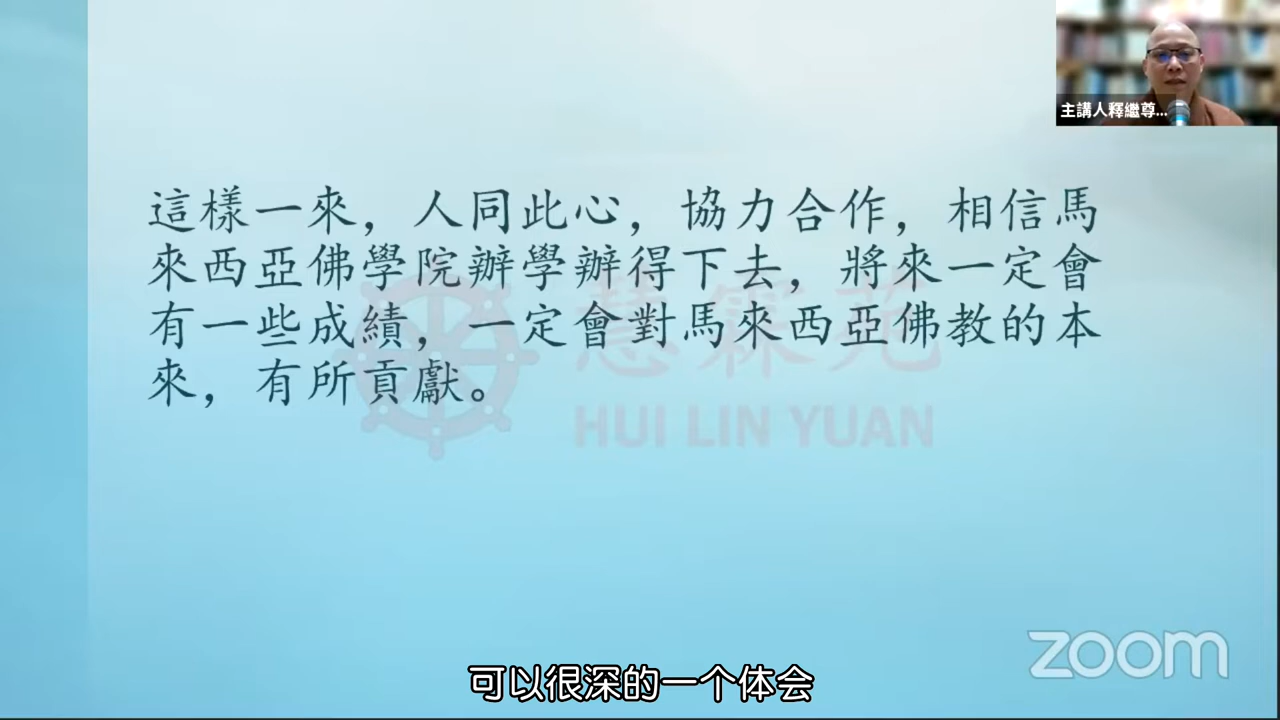 主講人釋繼尊...
這樣一來，人同此心，協力合作，相信馬
來西亞佛學院辦學辦得下去，將來一定會
有一些成績，一定會對馬來西亞佛教的本
來，有所貢獻。
慧霖苑
HUI LIN YUAN
zoom
可以很深的一个体会